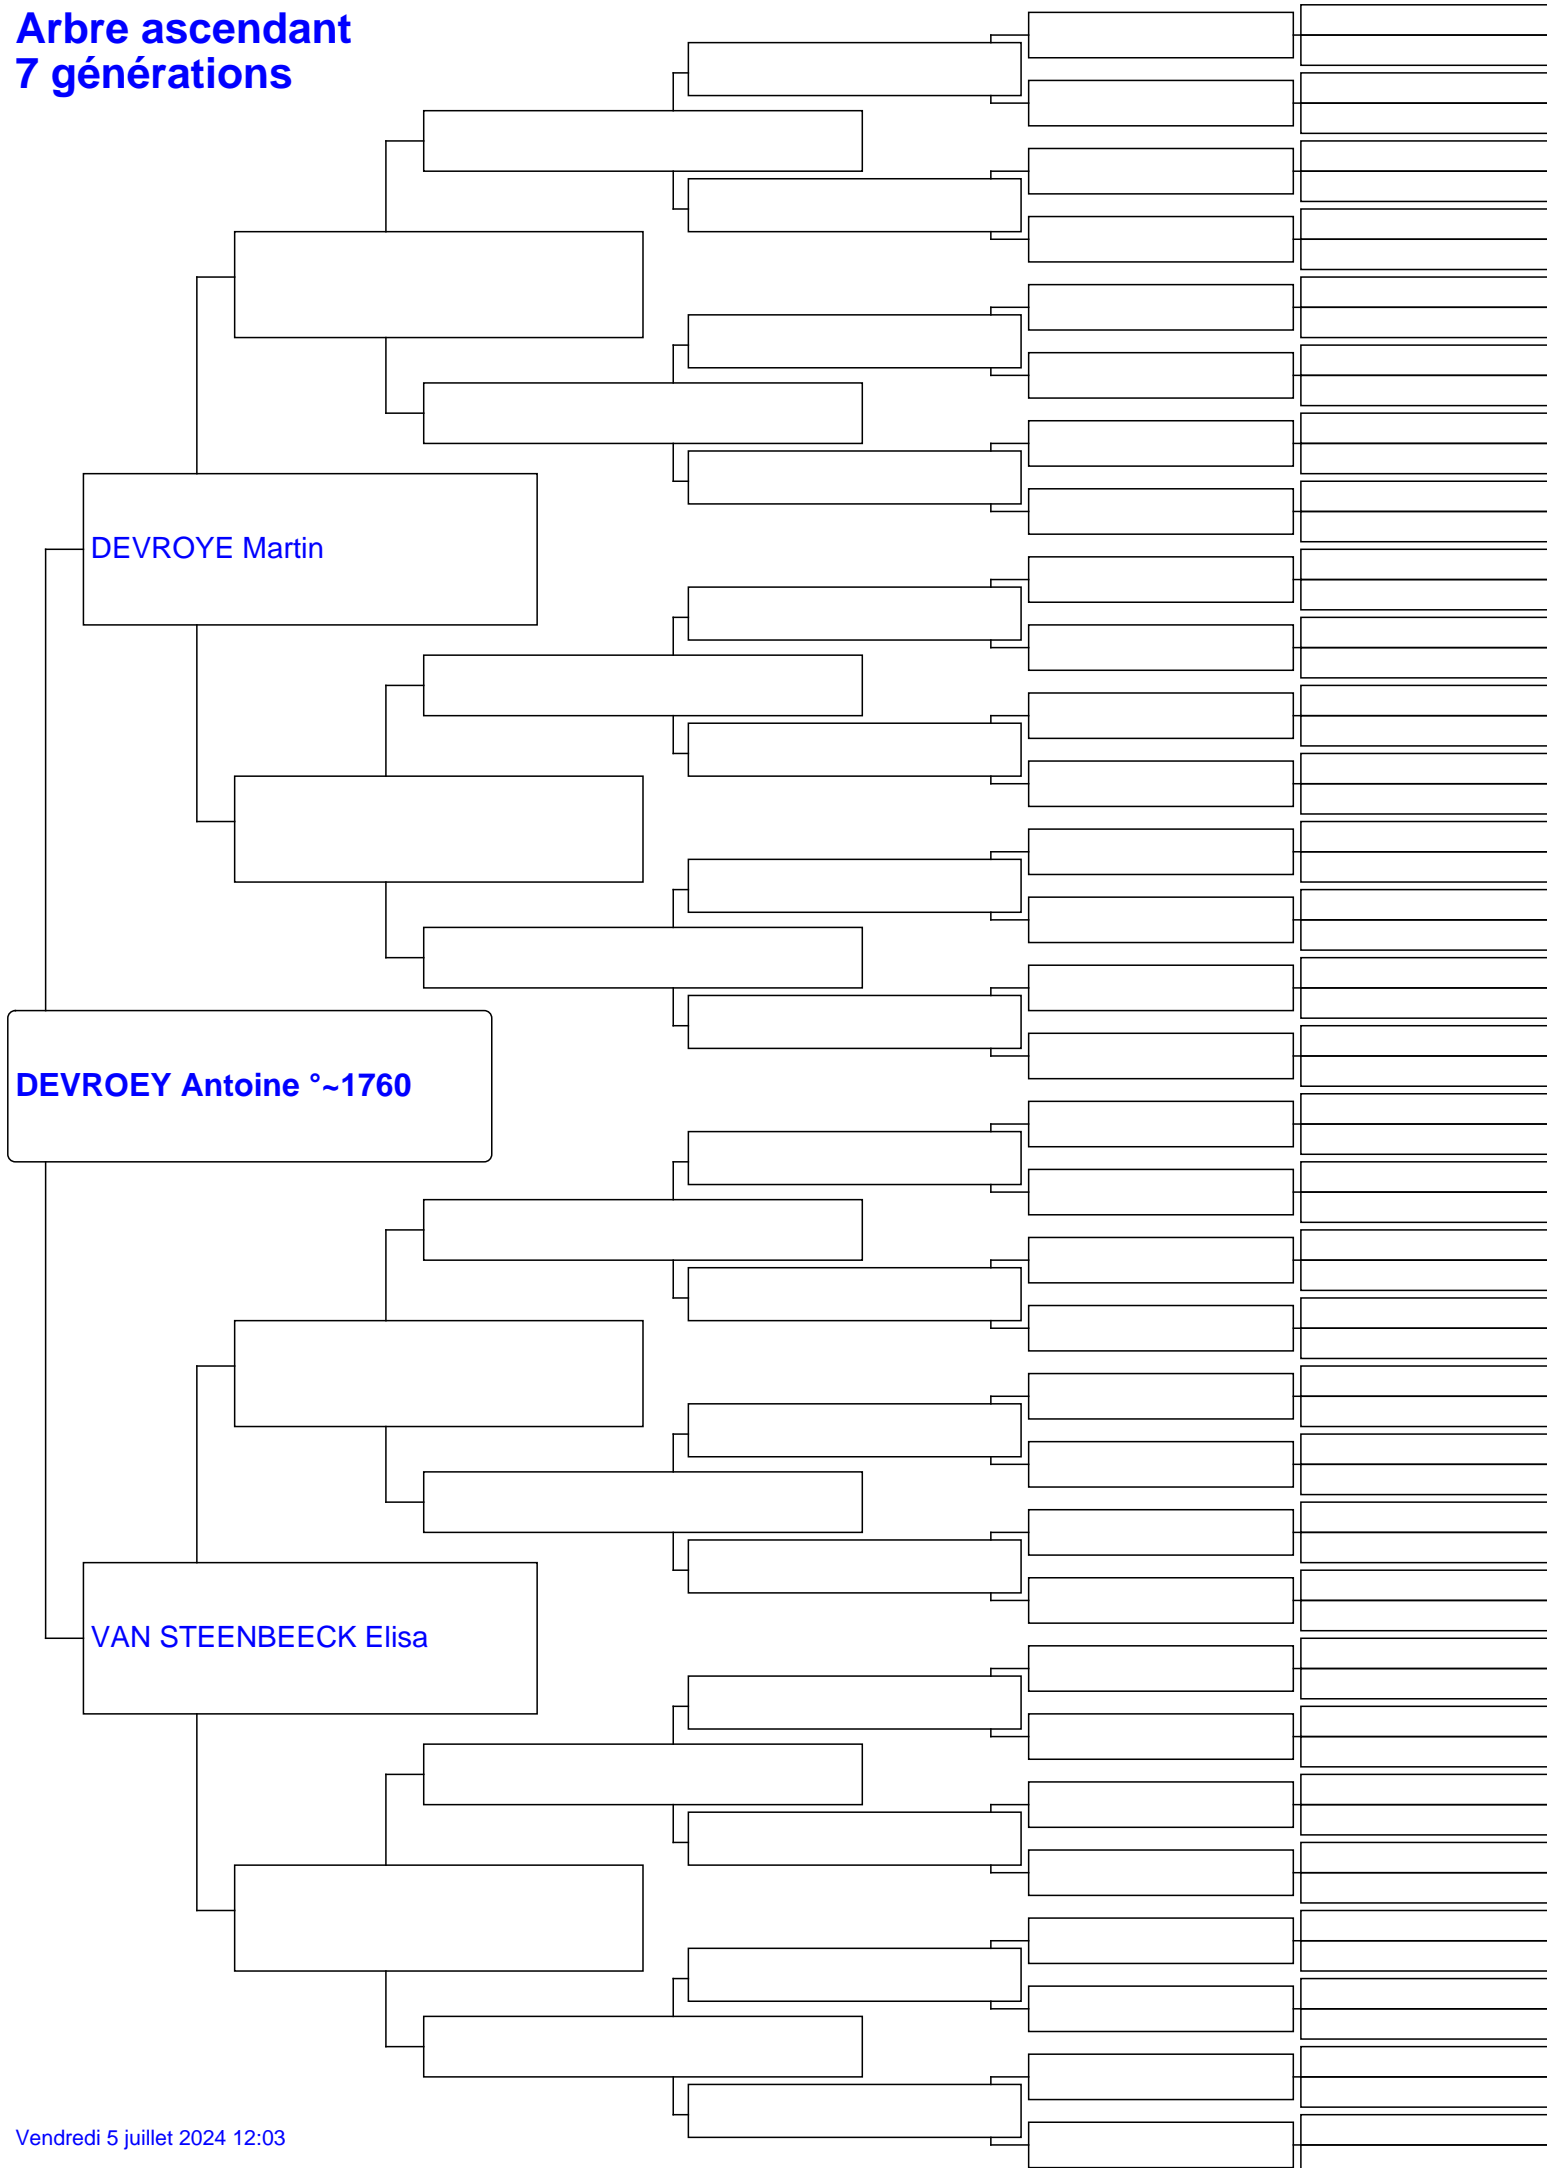 Arbre ascendant
7 générations
DEVROYE Martin
DEVROEY Antoine °~1760
VAN STEENBEECK Elisa
Vendredi 5 juillet 2024 12:03